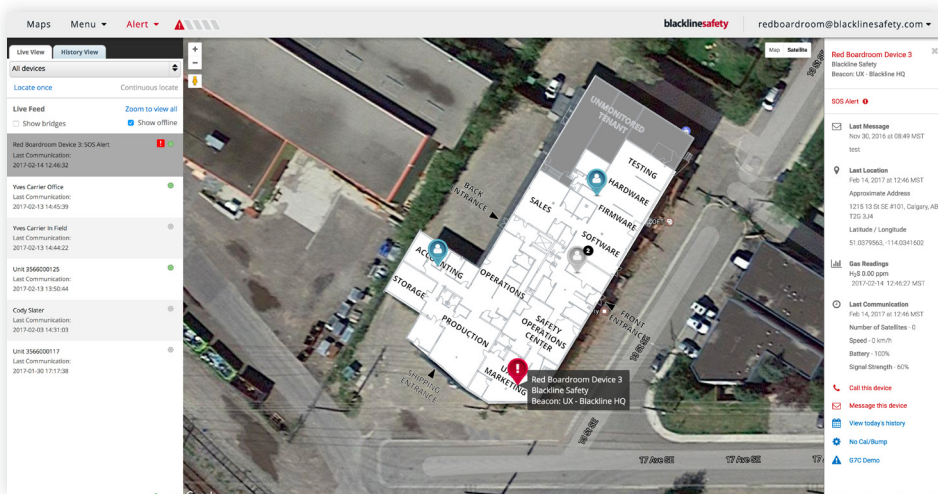 Maps Menu Alert
blacklinesafety
redboardroom@blacklinesafety.com
Live View History View
All devices
Locate once Continuous locate
Live Feed Zoom to view all
Show bridges Show offline
Red Boardroom Device 3: SOS Alert
Last Communication:
2017-02-14 12:46:32
Yves Carrier Office
Last Communication:
2017-02-13 14:45:39
Yves Carrier In Field
Last Communication:
2017-02-13 14:44:22
Unit 3566000125
Last Communication:
2017-02-13 13:50:44
Cody Slater
Last Communication:
2017-02-03 14:31:03
Unit 3566000117
Last Communication:
2017-01-30 17:17:38
+
−
Map Satellite
UNMONITORED
TENANT
TESTING
HARDWARE
FIRMWARE
SOFTWARE
SALES
BACK
ENTRANCE
2
ACCOUNTING
OPERATIONS
STORAGE
PRODUCTION
SAFETY
OPERATIONS
CENTER
FRONT
ENTRANCE
MARKETING
SHIPPING
ENTRANCE
Red Boardroom Device 3
Blackline Safety
Beacon: UX - Blackline HQ
17 Ave SE
17 Ave SE
Red Boardroom Device 3
Blackline Safety
Beacon: UX - Blackline HQ
SOS Alert
Last Message
Nov 30, 2016 at 08:49 MST
test
Last Location
Feb 14, 2017 at 12:46 MST
Approximate Address
1215 13 St SE #101, Calgary, AB
T2G 3J4
Latitude / Longitude
51.0379563, -114.0341602
Gas Readings
H₂S 0.00 ppm
2017-02-14 12:46:27 MST
Last Communication
Feb 14, 2017 at 12:46 MST
Number of Satellites - 0
Speed - 0 km/h
Battery - 100%
Signal Strength - 60%
Call this device
Message this device
View today's history
No Cal/Bump
G7C Demo